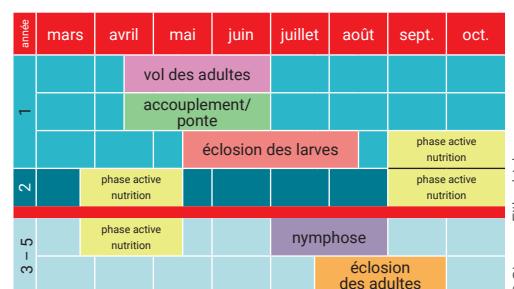 année mars avril mai juin juillet août sept. oct.
1
vol des adultes
accouplement/
ponte
éclosion des larves
phase active
nutrition
2
phase active
nutrition
phase active
nutrition
3 – 5
phase active
nutrition
nymphose
éclosion
des adultes